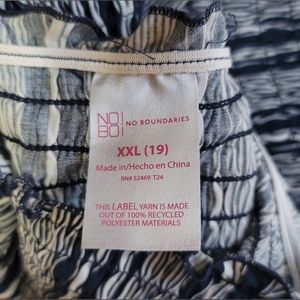 NO
BO
NO BOUNDARIES
XXL (19)
Made in/Hecho en China
RN# 52469 T24
THIS LABEL YARN IS MADE
OUT OF 100% RECYCLED
POLYESTER MATERIALS